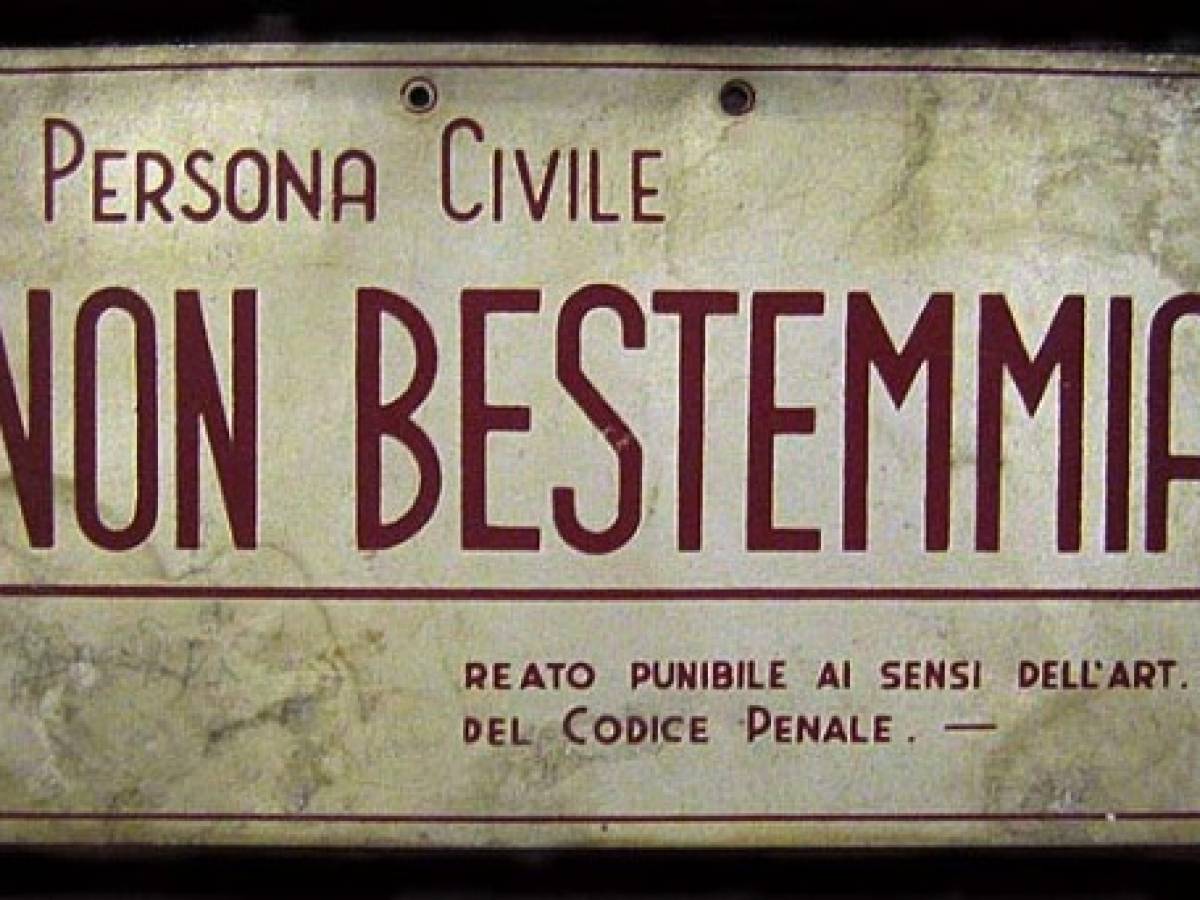 Persona Civile
NON BESTEMMIA
REATO PUNIBILE AI SENSI DELL'ART.
DEL CODICE PENALE. —